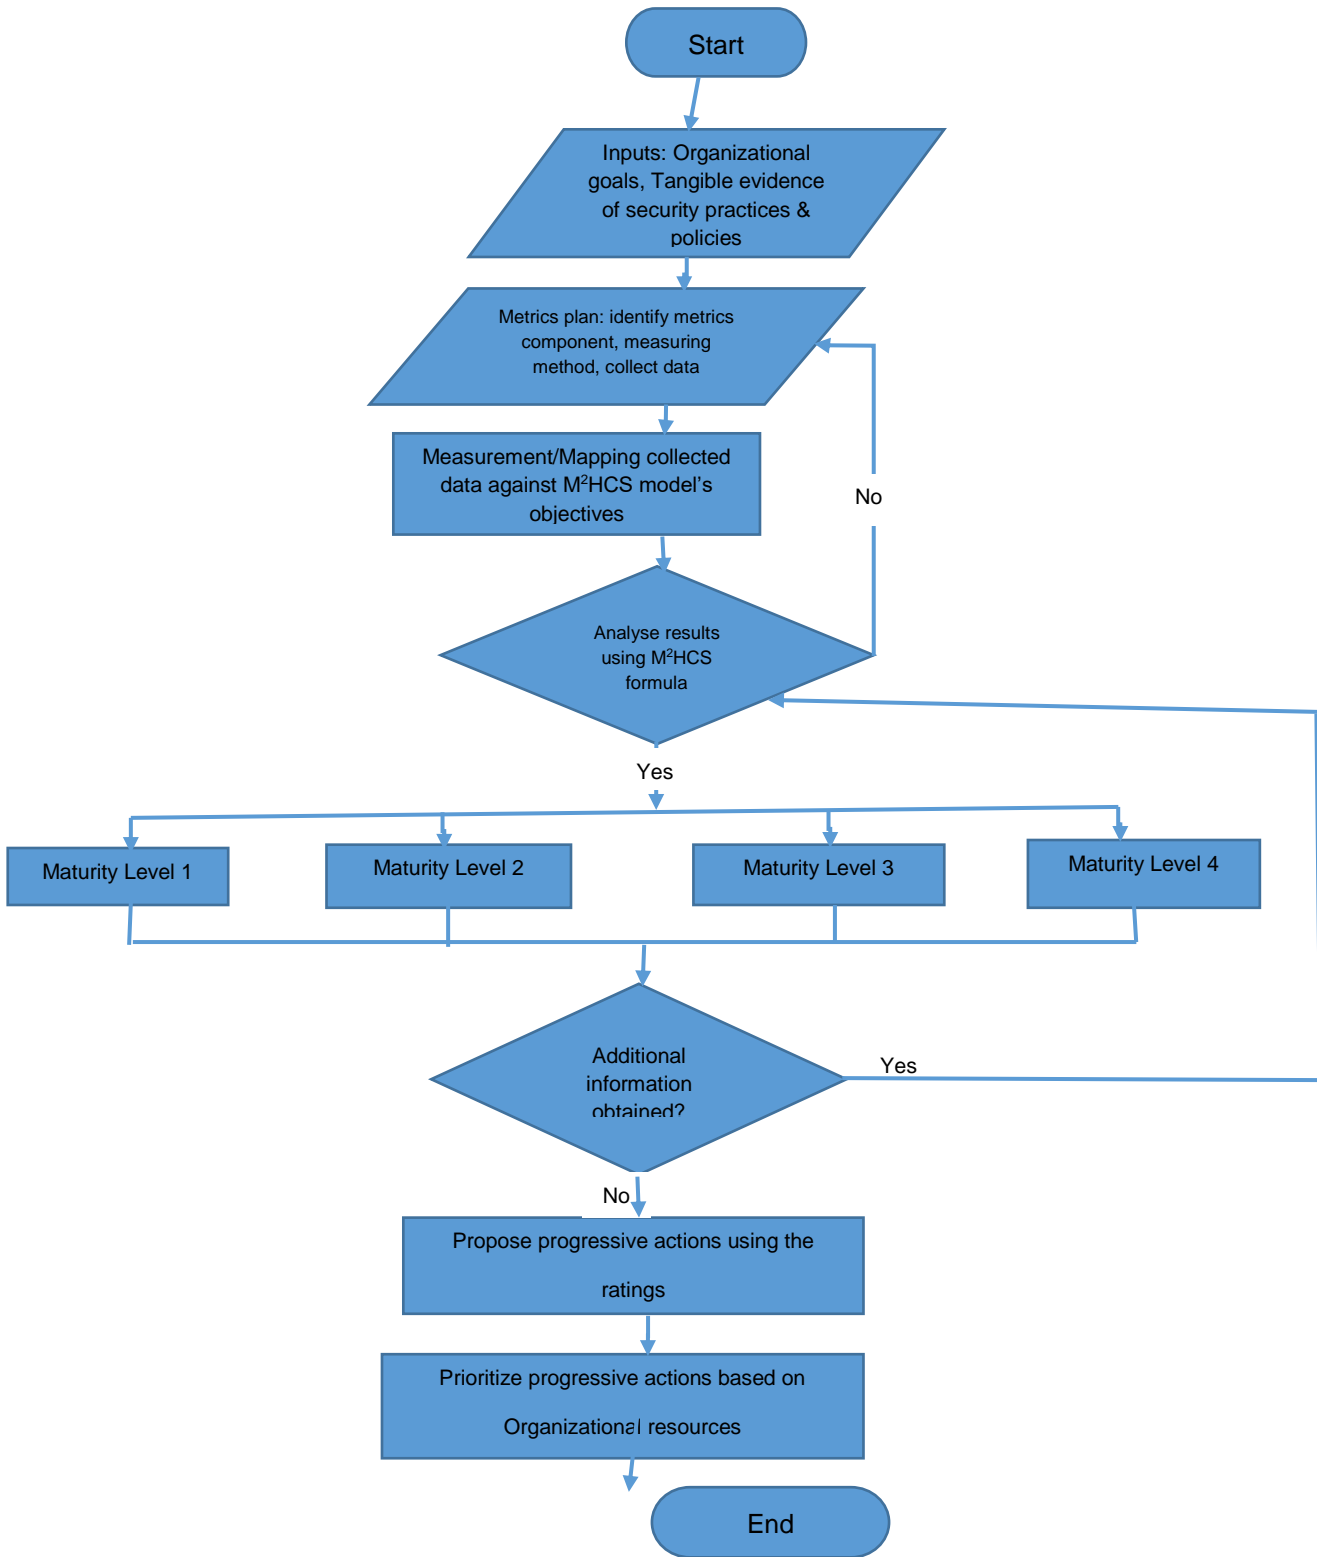 Start
Inputs: Organizational
goals, Tangible evidence
of security practices &
policies
Metrics plan: identify metrics
component, measuring
method, collect data
Measurement/Mapping collected
data against M²HCS model's
objectives
No
Analyse results
using M²HCS
formula
Yes
Maturity Level 1
Maturity Level 2
Maturity Level 3
Maturity Level 4
Additional
information
obtained?
Yes
No
Propose progressive actions using the
ratings
Prioritize progressive actions based on
Organizational resources
End